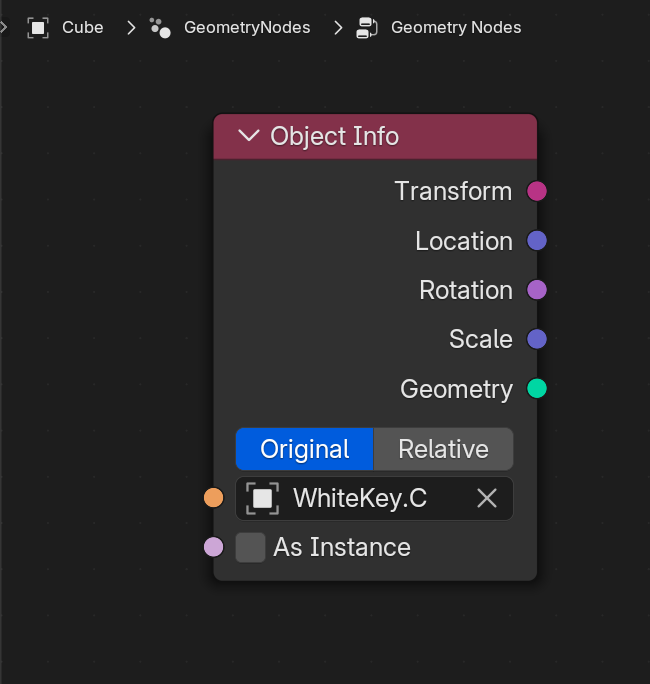 Cube GeometryNodes Geometry Nodes
Object Info
Transform
Location
Rotation
Scale
Geometry
Original Relative
WhiteKey.C
As Instance